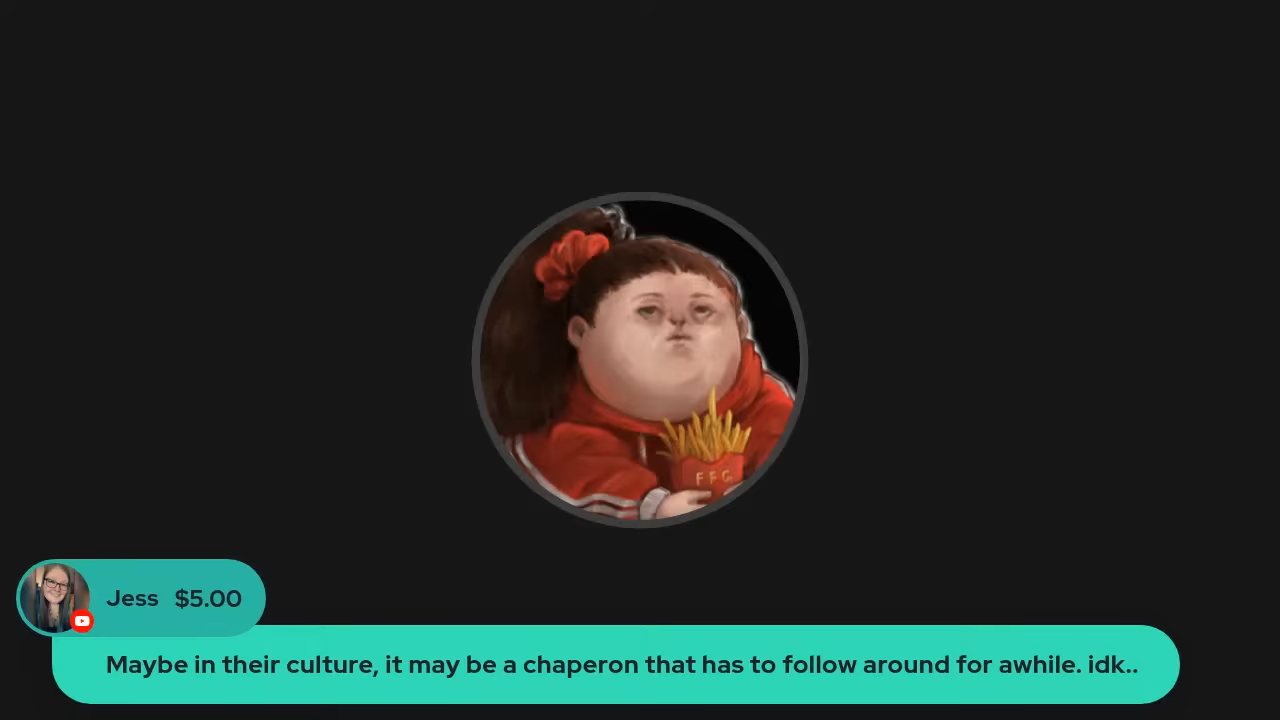 FFG
Jess $5.00
Maybe in their culture, it may be a chaperon that has to follow around for awhile. idk..